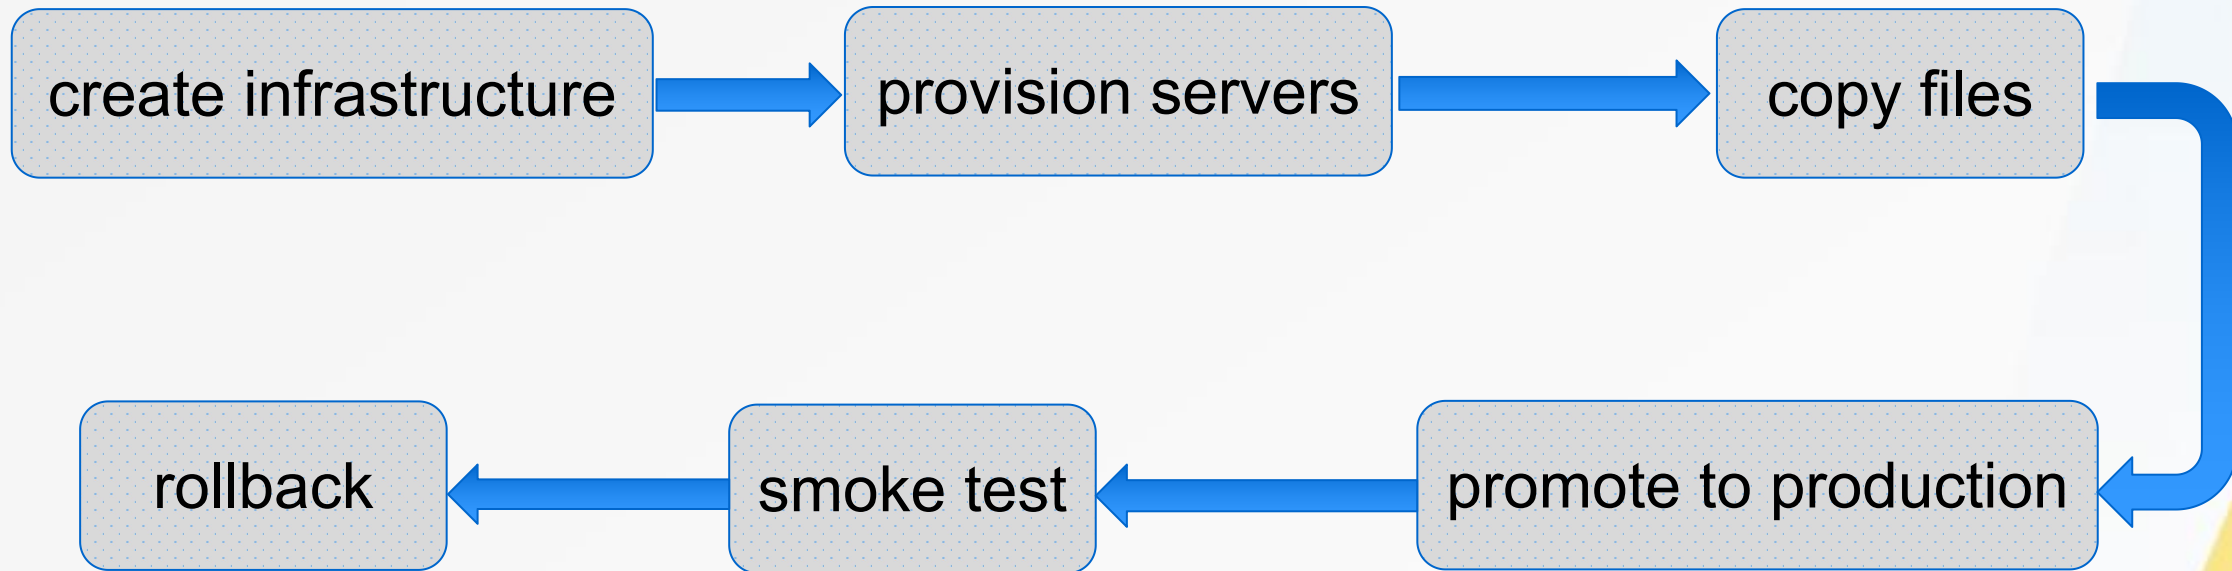 create infrastructure
provision servers
copy files
promote to production
smoke test
rollback